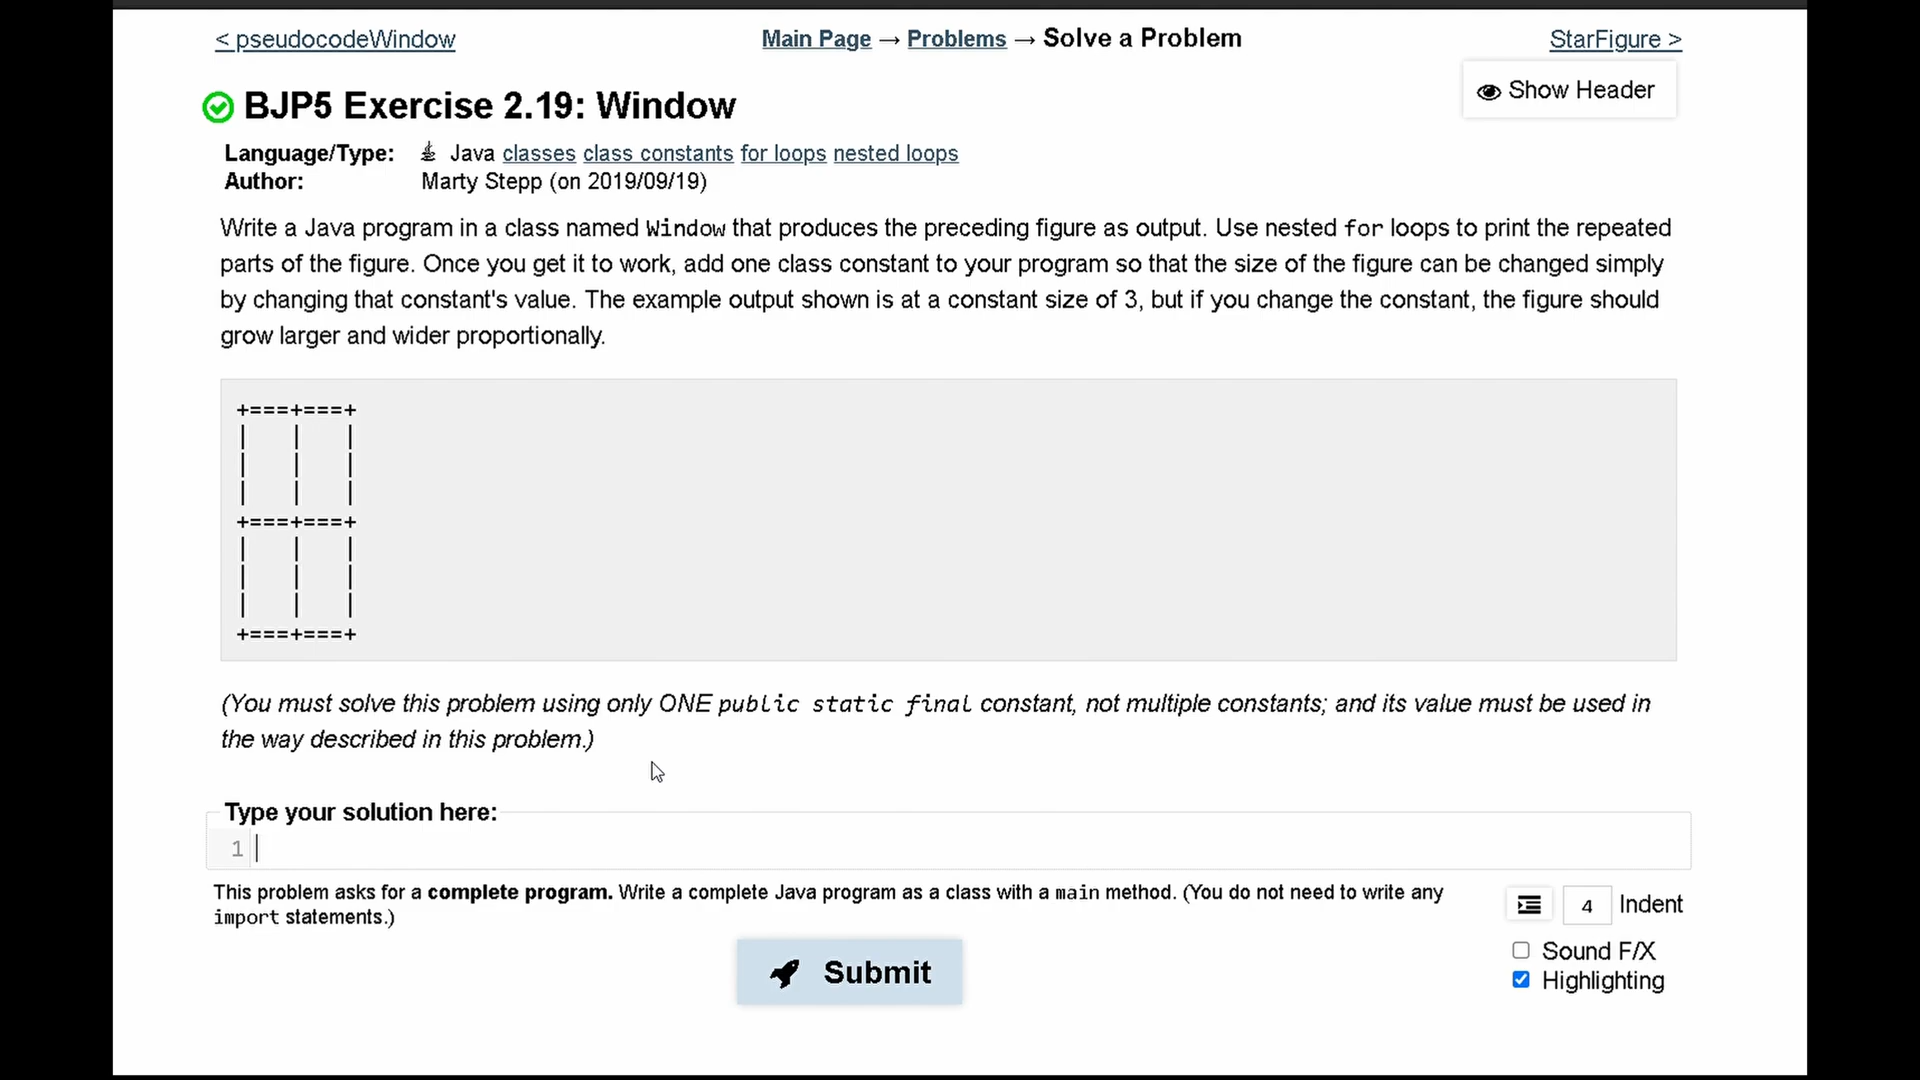 < pseudocodeWindow
Main Page → Problems → Solve a Problem
StarFigure >
Show Header
BJP5 Exercise 2.19: Window
Language/Type: Java classes class constants for loops nested loops
Author: Marty Stepp (on 2019/09/19)
Write a Java program in a class named Window that produces the preceding figure as output. Use nested for loops to print the repeated
parts of the figure. Once you get it to work, add one class constant to your program so that the size of the figure can be changed simply
by changing that constant's value. The example output shown is at a constant size of 3, but if you change the constant, the figure should
grow larger and wider proportionally.
+===+===+
|   |   |
|   |   |
|   |   |
+===+===+
|   |   |
|   |   |
|   |   |
+===+===+
(You must solve this problem using only ONE public static final constant, not multiple constants; and its value must be used in
the way described in this problem.)
Type your solution here:
1
This problem asks for a complete program. Write a complete Java program as a class with a main method. (You do not need to write any
import statements.)
4 Indent
Sound F/X
Highlighting
Submit